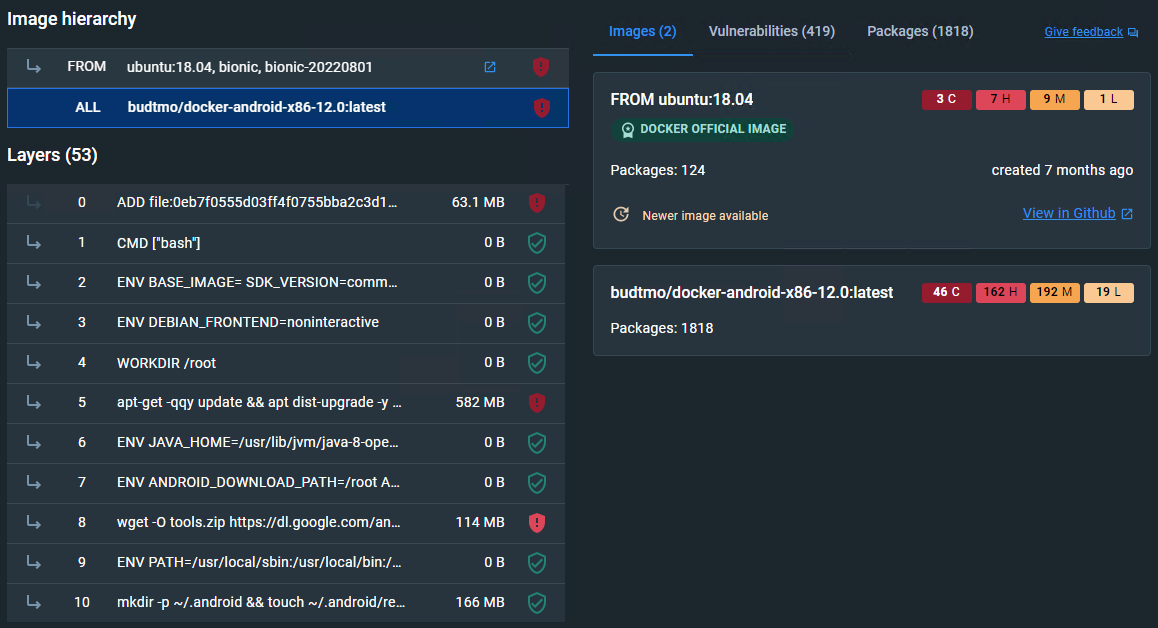 Image hierarchy
FROM ubuntu:18.04, bionic, bionic-20220801
ALL budtmo/docker-android-x86-12.0:latest
Layers (53)
0 ADD file:0eb7f0555d03ff4f0755bba2c3d1... 63.1 MB
1 CMD ["bash"] 0 B
2 ENV BASE_IMAGE= SDK_VERSION=comm... 0 B
3 ENV DEBIAN_FRONTEND=noninteractive 0 B
4 WORKDIR /root 0 B
5 apt-get -qqy update && apt dist-upgrade -y ... 582 MB
6 ENV JAVA_HOME=/usr/lib/jvm/java-8-ope... 0 B
7 ENV ANDROID_DOWNLOAD_PATH=/root A... 0 B
8 wget -O tools.zip https://dl.google.com/an... 114 MB
9 ENV PATH=/usr/local/sbin:/usr/local/bin:/... 0 B
10 mkdir -p ~/.android && touch ~/.android/re... 166 MB
Images (2) Vulnerabilities (419) Packages (1818) Give feedback
FROM ubuntu:18.04 3 C 7 H 9 M 1 L
DOCKER OFFICIAL IMAGE
Packages: 124 created 7 months ago
Newer image available View in Github
budtmo/docker-android-x86-12.0:latest 46 C 162 H 192 M 19 L
Packages: 1818